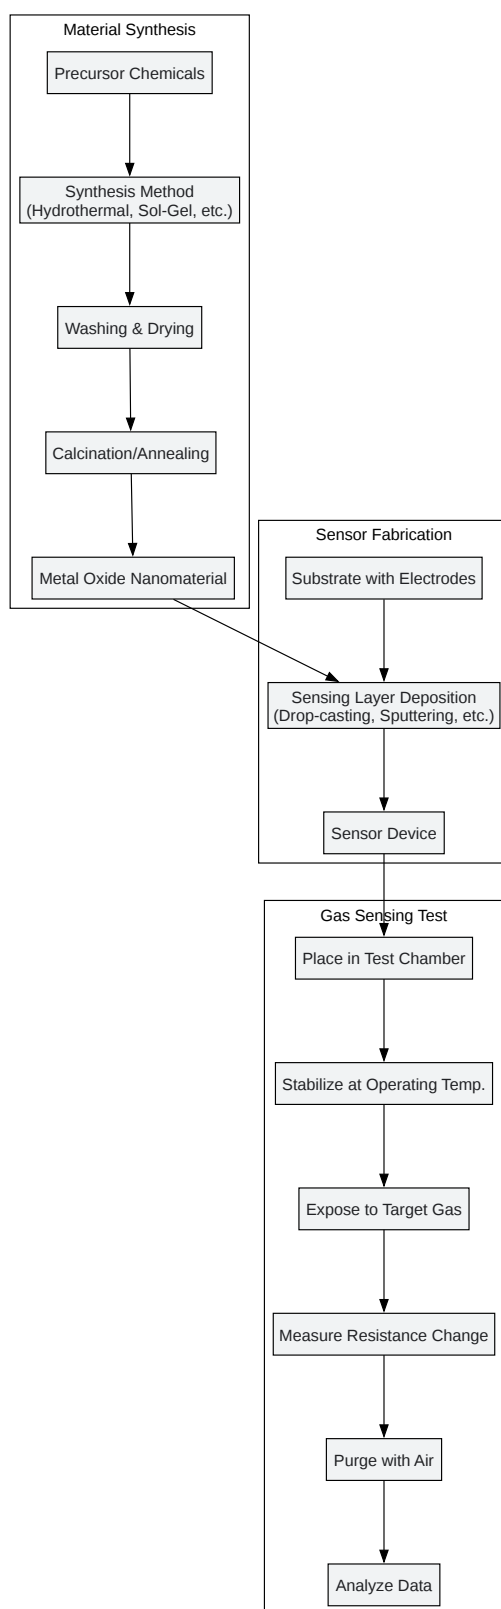 Material Synthesis
Precursor Chemicals
Synthesis Method
(Hydrothermal, Sol-Gel, etc.)
Washing & Drying
Calcination/Annealing
Metal Oxide Nanomaterial
Sensor Fabrication
Substrate with Electrodes
Sensing Layer Deposition
(Drop-casting, Sputtering, etc.)
Sensor Device
Gas Sensing Test
Place in Test Chamber
Stabilize at Operating Temp.
Expose to Target Gas
Measure Resistance Change
Purge with Air
Analyze Data